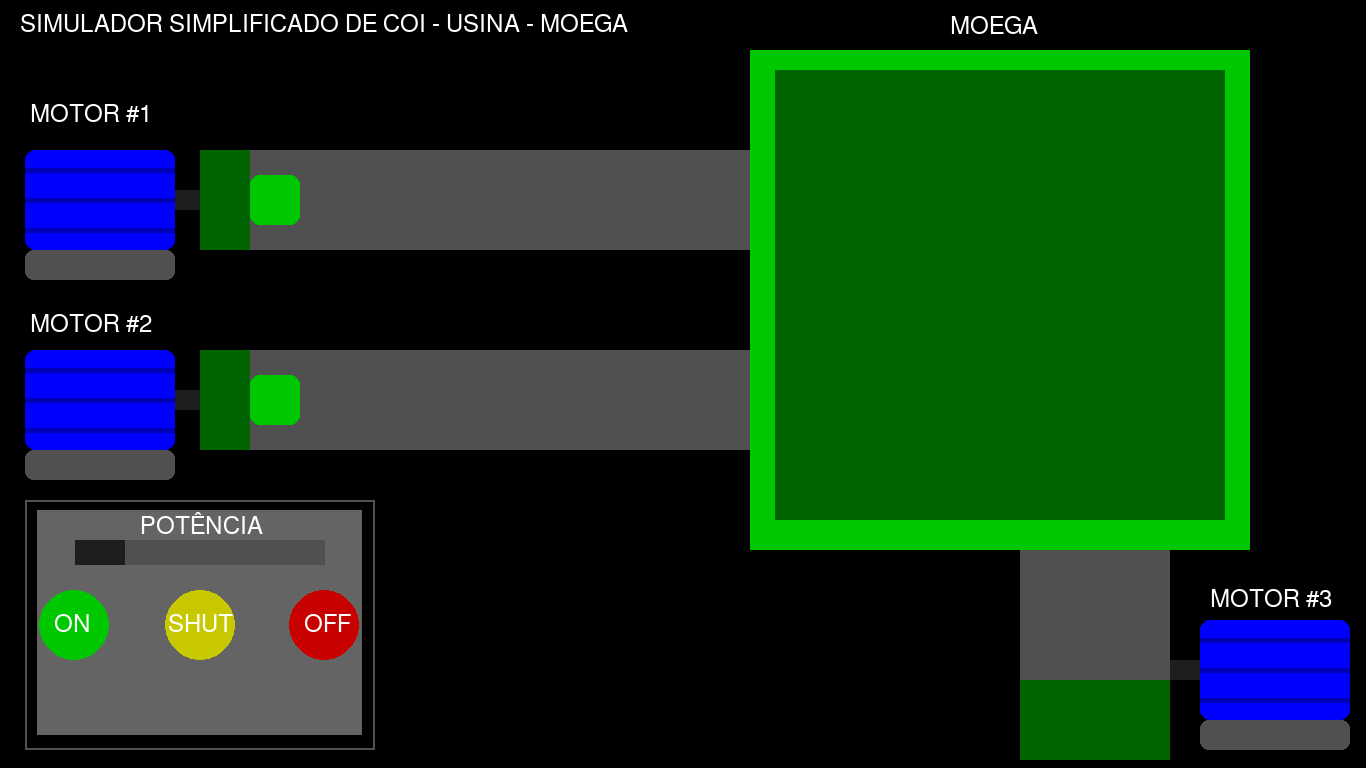 SIMULADOR SIMPLIFICADO DE COI - USINA - MOEGA
MOEGA
MOTOR #1
MOTOR #2
POTÊNCIA
ON
SHUT
OFF
MOTOR #3